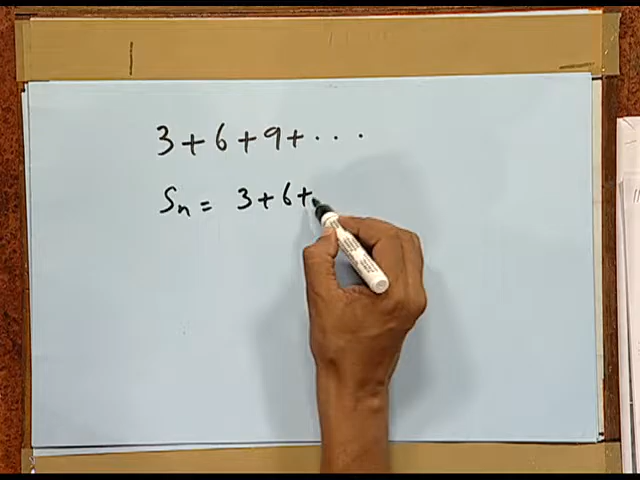 3 + 6 + 9 + . . .
Sn = 3 + 6 +